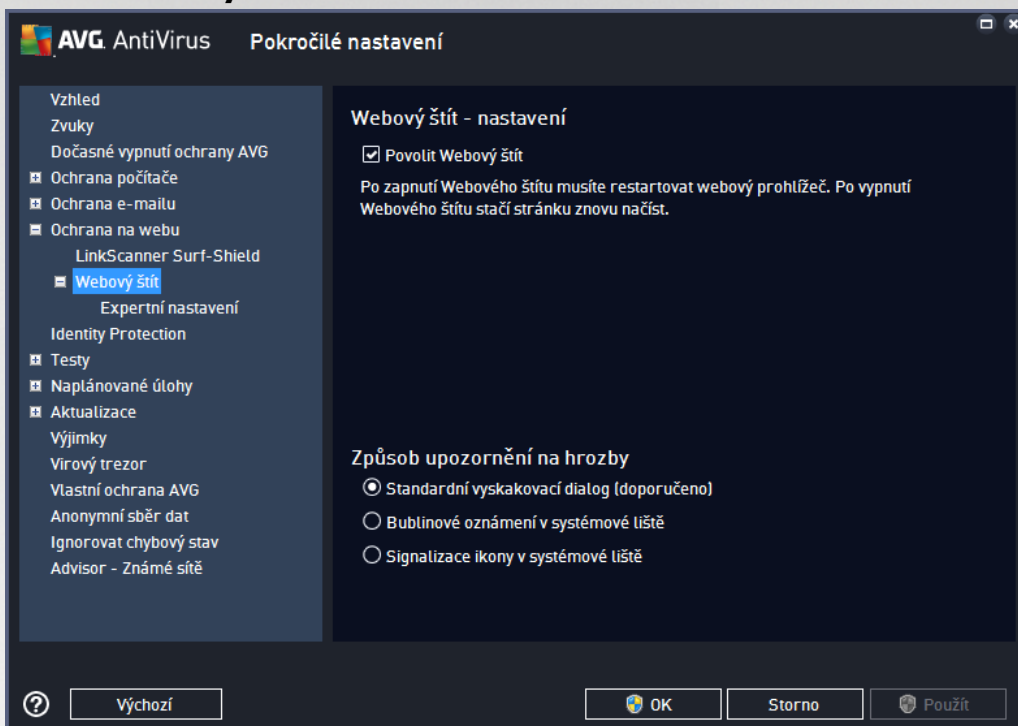 AVG. AntiVirus Pokročilé nastavení
Vzhled
Zvuky
Dočasné vypnutí ochrany AVG
Ochrana počítače
Ochrana e-mailu
Ochrana na webu
LinkScanner Surf-Shield
Webový štít
Expertní nastavení
Identity Protection
Testy
Naplánované úlohy
Aktualizace
Výjimky
Virový trezor
Vlastní ochrana AVG
Anonymní sběr dat
Ignorovat chybový stav
Advisor - Známé sítě
Webový štít - nastavení
Povolit Webový štít
Po zapnutí Webového štítu musíte restartovat webový prohlížeč. Po vypnutí
Webového štítu stačí stránku znovu načíst.
Způsob upozornění na hrozby
Standardní vyskakovací dialog (doporučeno)
Bublinové oznámení v systémové liště
Signalizace ikony v systémové liště
? Výchozí OK Storno Použít